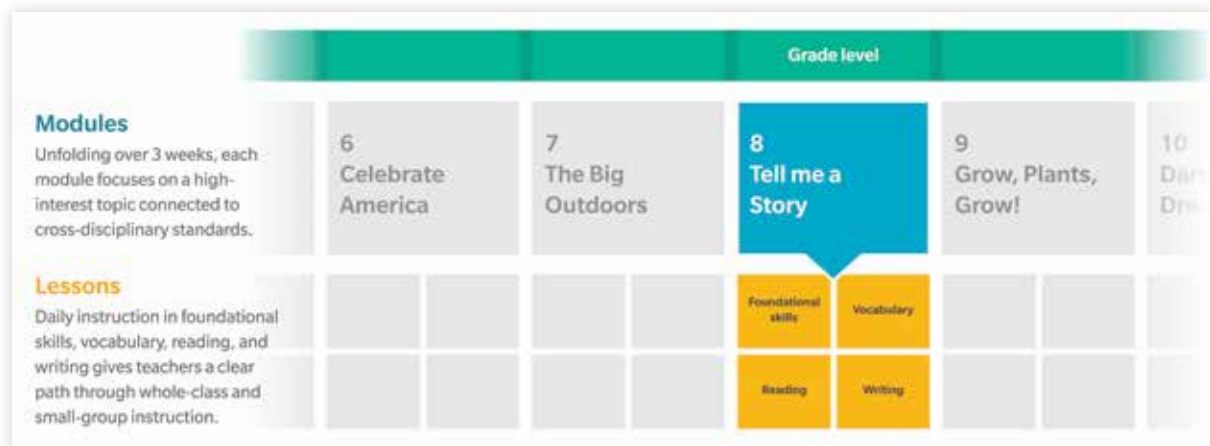 Grade level
Modules
Unfolding over 3 weeks, each
module focuses on a high-
interest topic connected to
cross-disciplinary standards.
6
Celebrate
America
7
The Big
Outdoors
8
Tell me a
Story
9
Grow, Plants,
Grow!
10
Lessons
Daily instruction in foundational
skills, vocabulary, reading, and
writing gives teachers a clear
path through whole-class and
small-group instruction.
Foundational
skills
Vocabulary
Reading
Writing